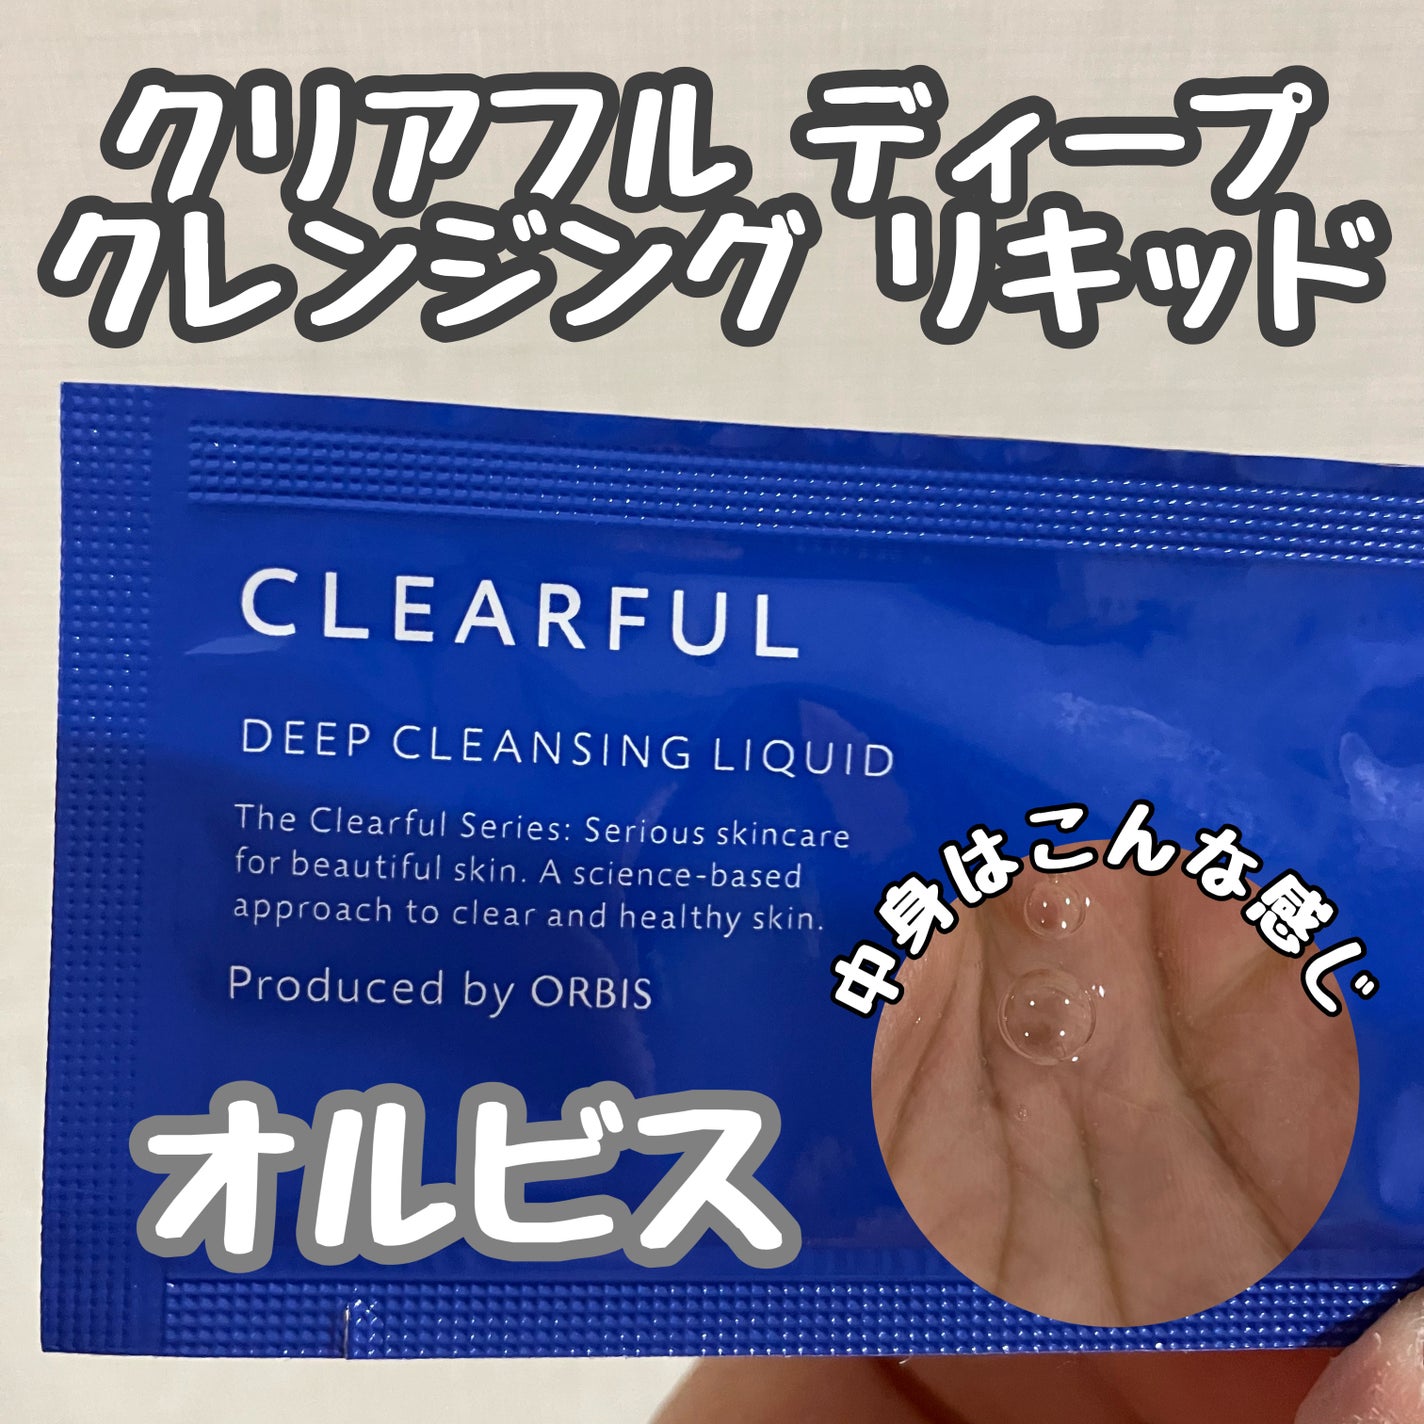 クリアフル ディープ
クレンジング リキッド
CLEARFUL
DEEP CLEANSING LIQUID
The Clearful Series: Serious skincare
for beautiful skin. A science-based
approach to clear and healthy skin.
Produced by ORBIS
中身はこんな感じ
オルビス